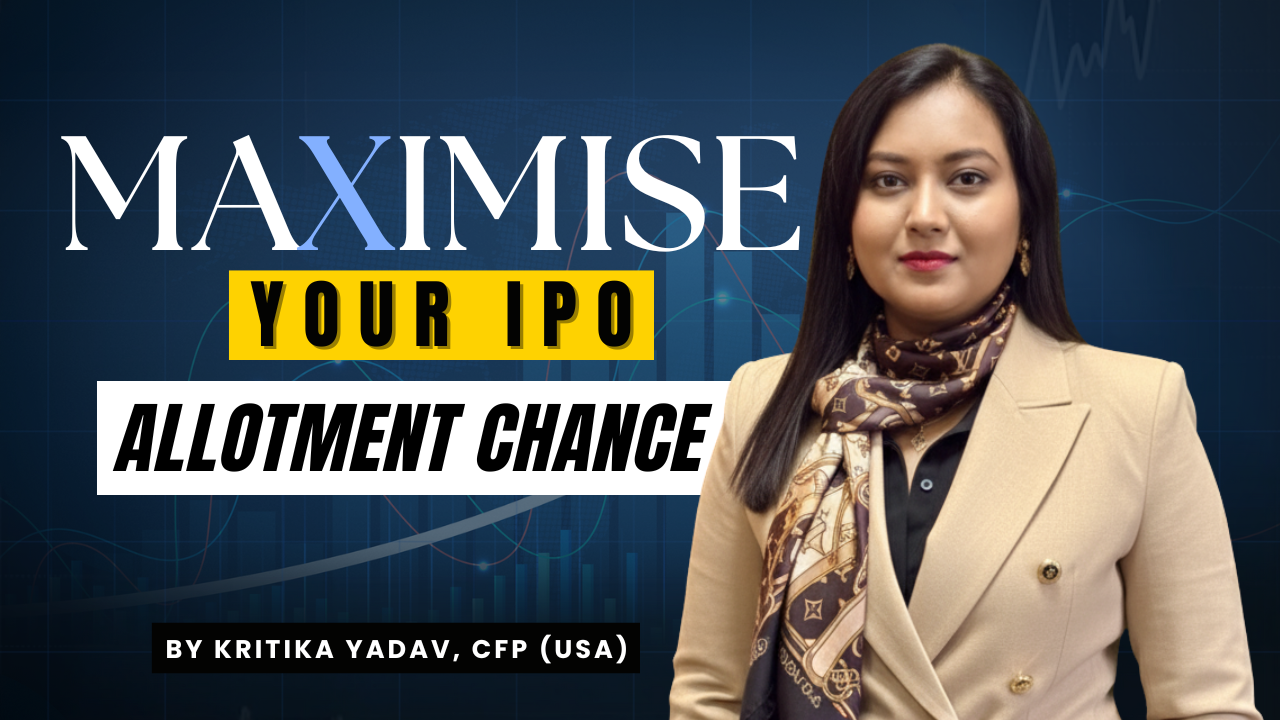 MAXIMISE
YOUR IPO
ALLOTMENT CHANCE
BY KRITIKA YADAV, CFP (USA)